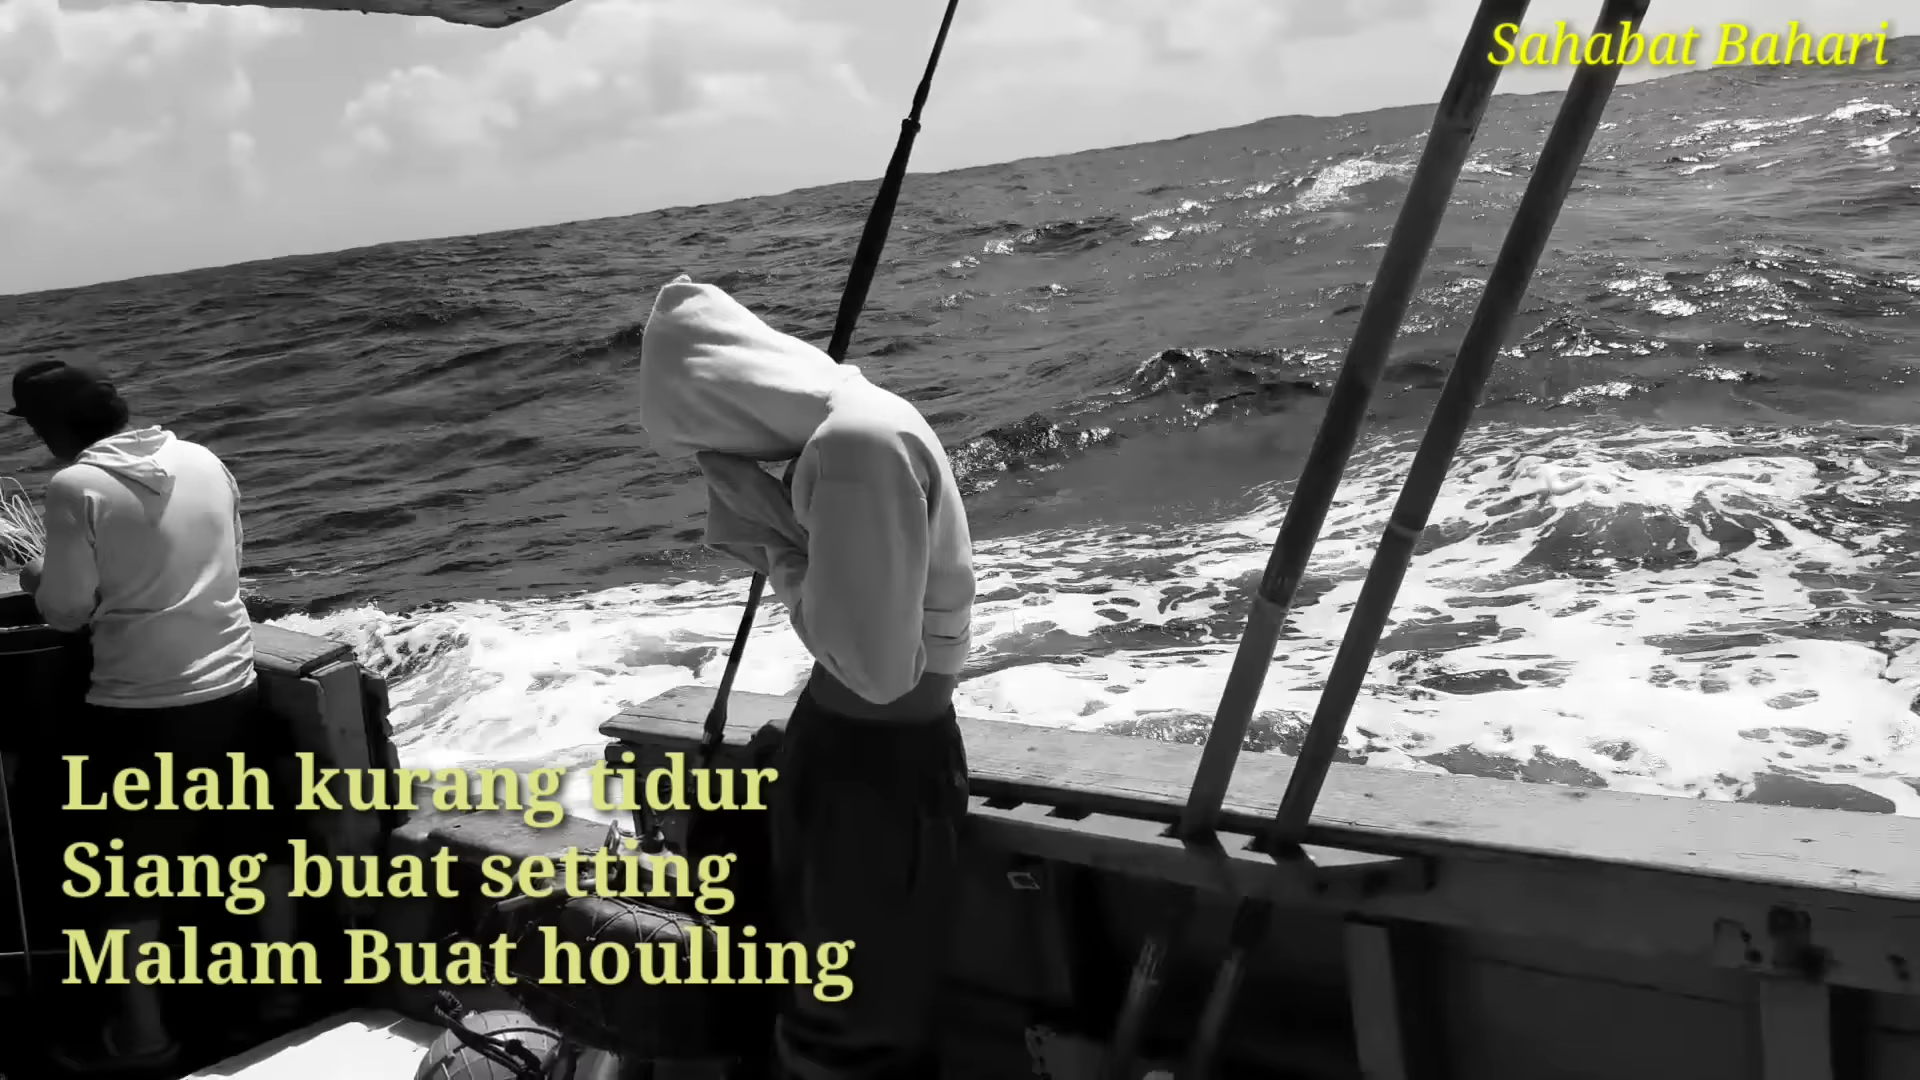 Sahabat Bahari
Lelah kurang tidur
Siang buat setting
Malam Buat houlling